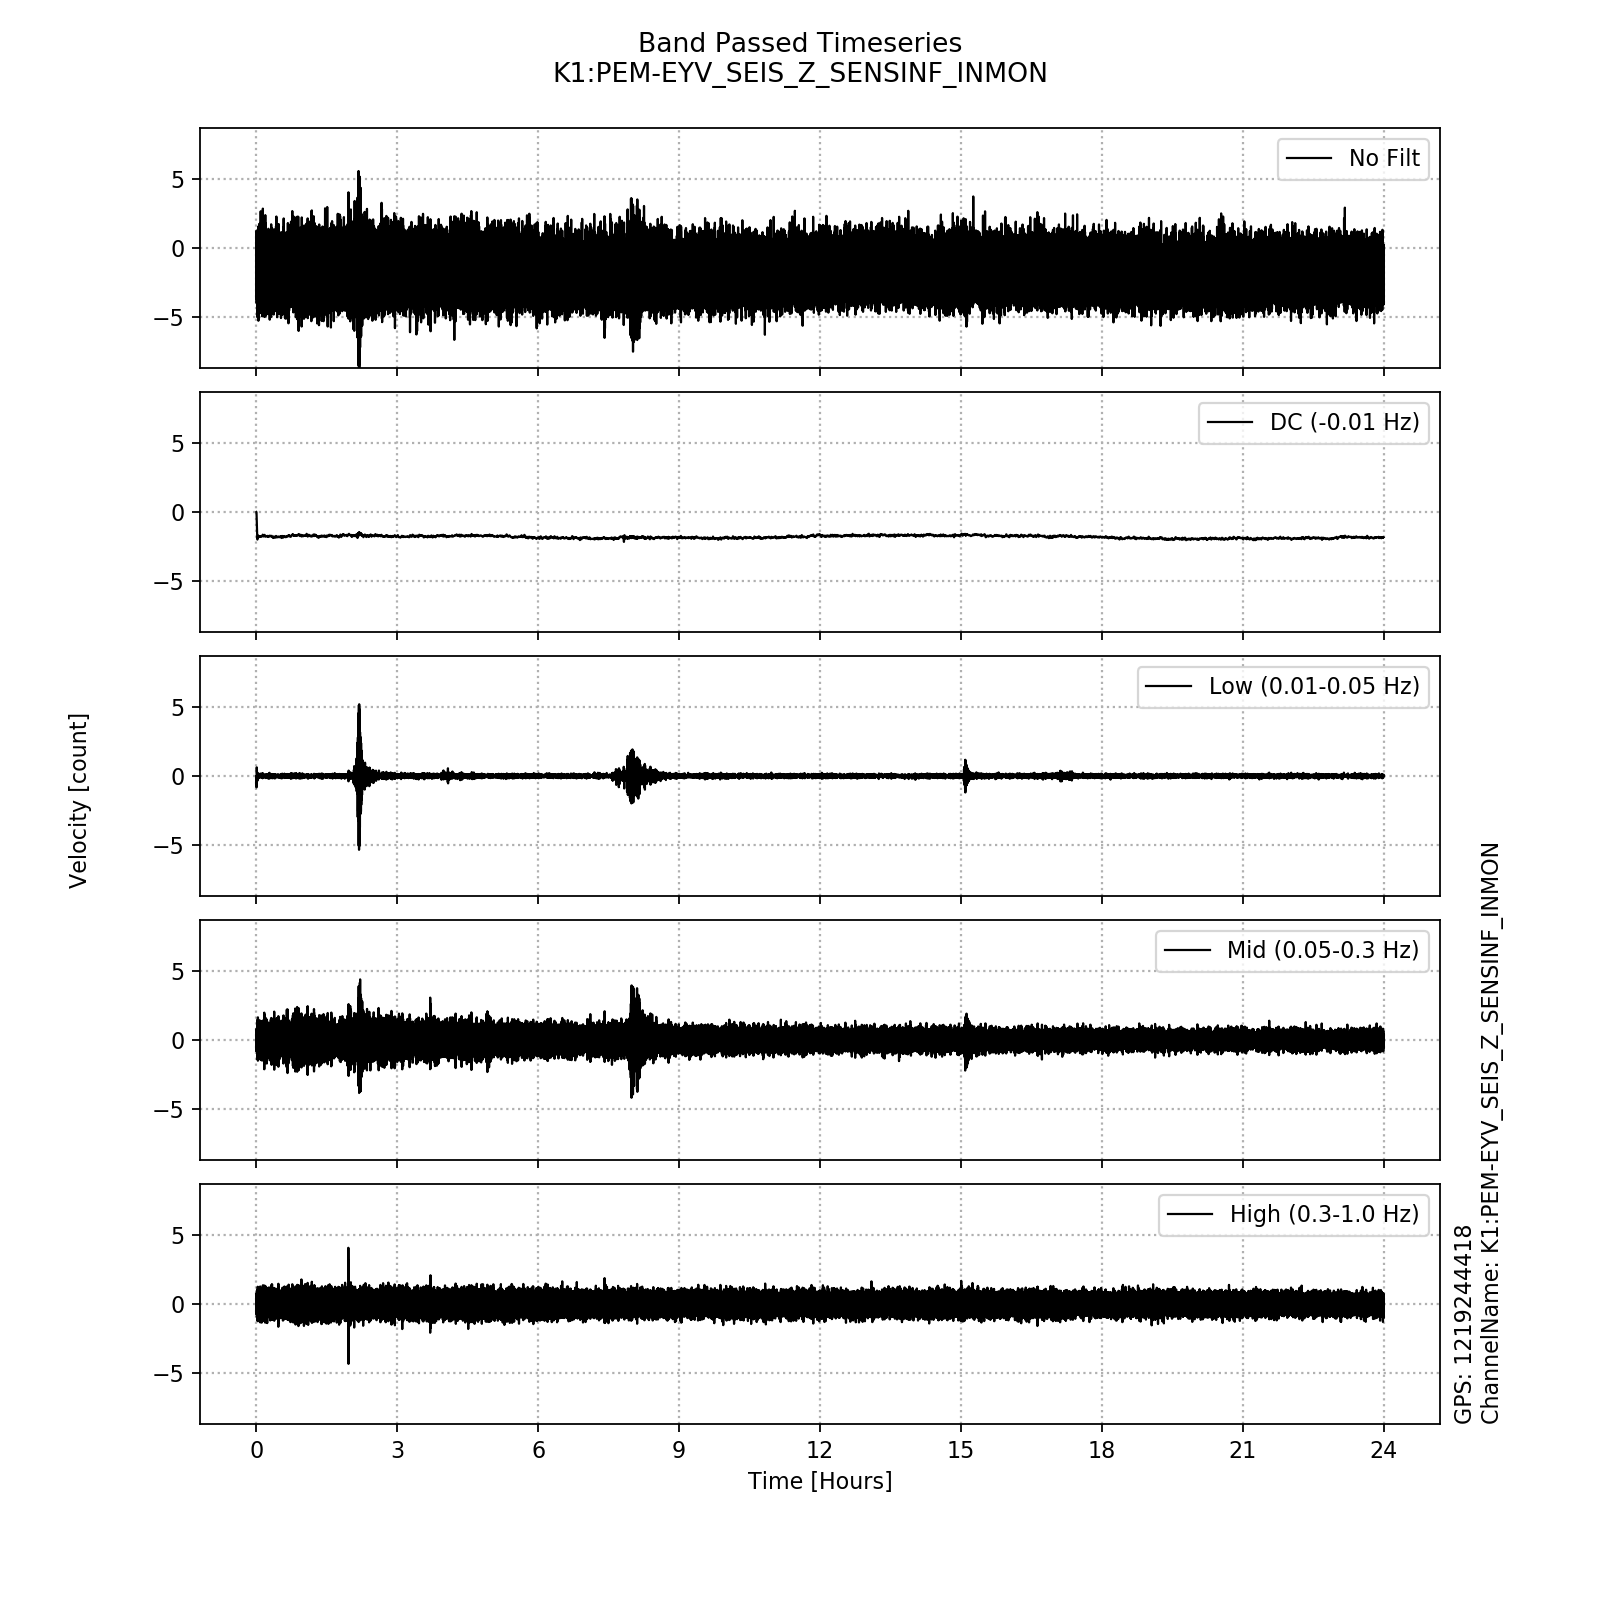 Band Passed Timeseries
K1:PEM-EYV_SEIS_Z_SENSINF_INMON
No Filt
5
0
−5
DC (-0.01 Hz)
5
0
−5
Low (0.01-0.05 Hz)
5
0
−5
Velocity [count]
Mid (0.05-0.3 Hz)
5
0
−5
High (0.3-1.0 Hz)
5
0
−5
0 3 6 9 12 15 18 21 24
Time [Hours]
GPS: 1219244418
ChannelName: K1:PEM-EYV_SEIS_Z_SENSINF_INMON